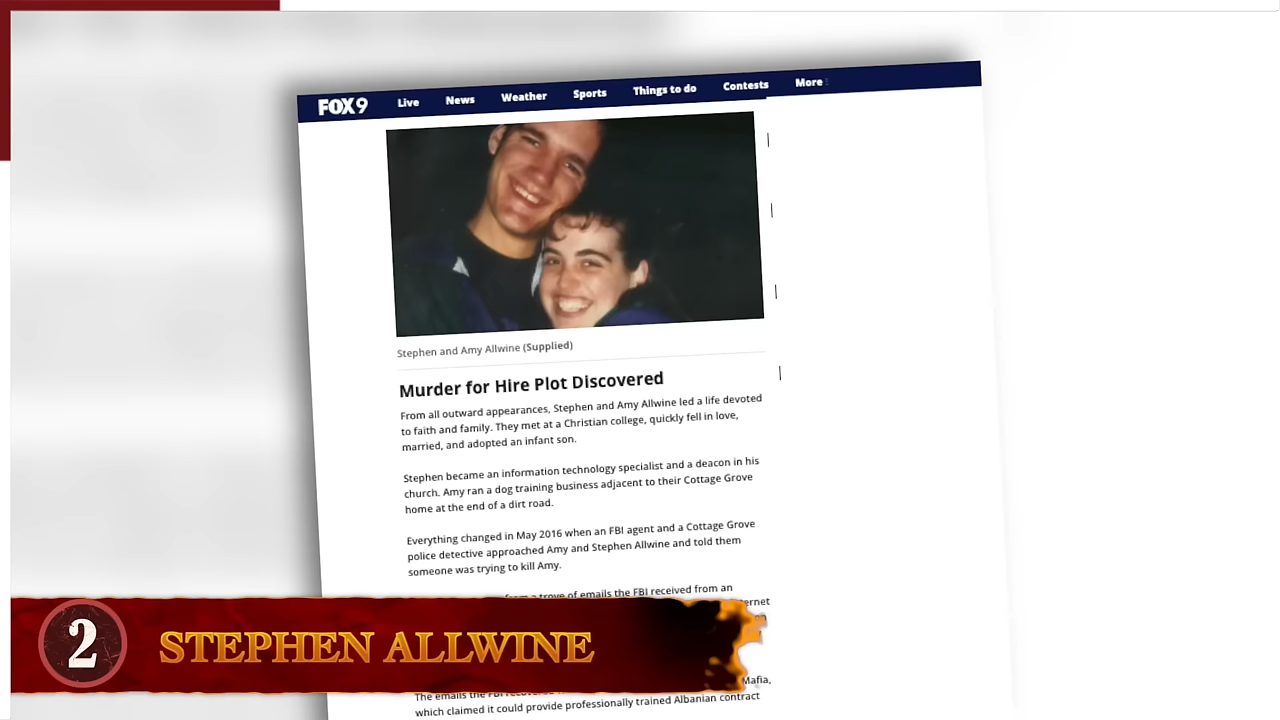 FOX 9 Live News Weather Sports Things to do Contests More
Stephen and Amy Allwine (Supplied)
Murder for Hire Plot Discovered
From all outward appearances, Stephen and Amy Allwine led a life devoted
to faith and family. They met at a Christian college, quickly fell in love,
married, and adopted an infant son.
Stephen became an information technology specialist and a deacon in his
church. Amy ran a dog training business adjacent to their Cottage Grove
home at the end of a dirt road.
Everything changed in May 2016 when an FBI agent and a Cottage Grove
police detective approached Amy and Stephen Allwine and told them
someone was trying to kill Amy.
from a trove of emails the FBI received from an
2 STEPHEN ALLWINE
Mafia,
The emails the FBI
which claimed it could provide professionally trained Albanian contract